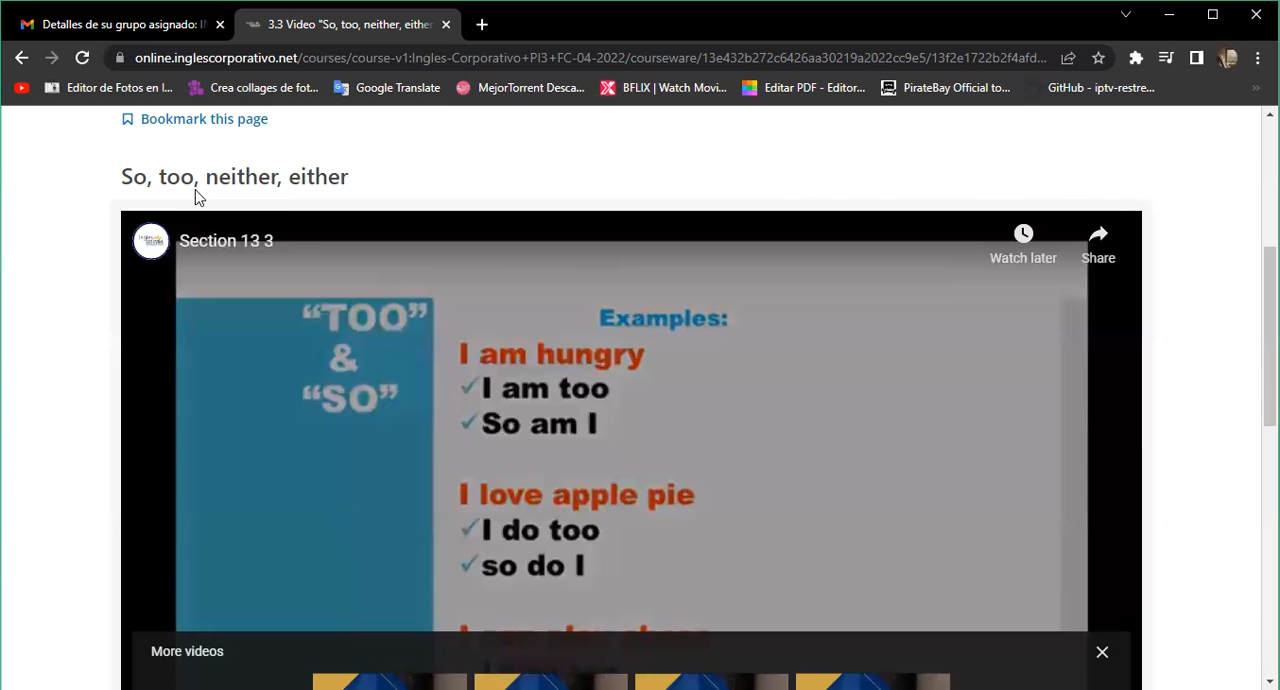 Detalles de su grupo asignado: I
3.3 Video "So, too, neither, either
online.inglescorporativo.net/courses/course-v1:Ingles-Corporativo+PI3+FC-04-2022/courseware/13e432b272c6426aa30219a2022cc9e5/13f2e1722b2f4afd...
Editor de Fotos en l... Crea collages de fot... Google Translate MejorTorrent Desca... BFLIX | Watch Movi... Editar PDF - Editor... PirateBay Official to... GitHub - iptv-restre...
Bookmark this page
So, too, neither, either
Section 13 3
Watch later
Share
“TOO”
&
“SO”
Examples:
I am hungry
✓I am too
✓So am I
I love apple pie
✓I do too
✓so do I
More videos